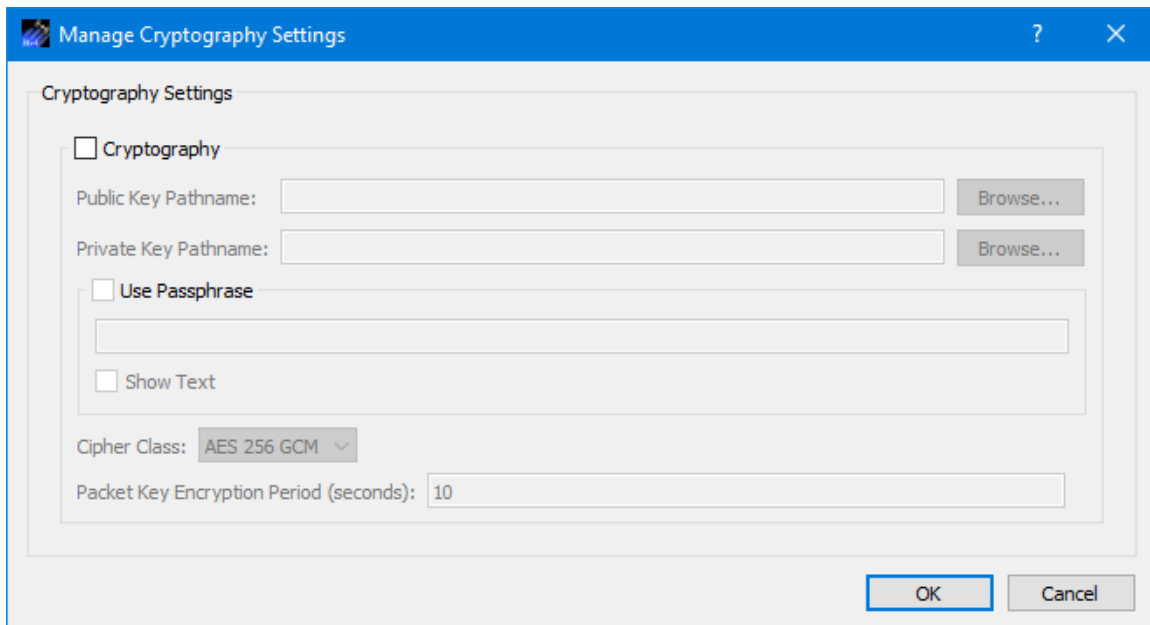 Manage Cryptography Settings
?
Cryptography Settings
Cryptography
Public Key Pathname:
Browse...
Private Key Pathname:
Browse...
Use Passphrase
Show Text
Cipher Class: AES 256 GCM
Packet Key Encryption Period (seconds): 10
OK
Cancel